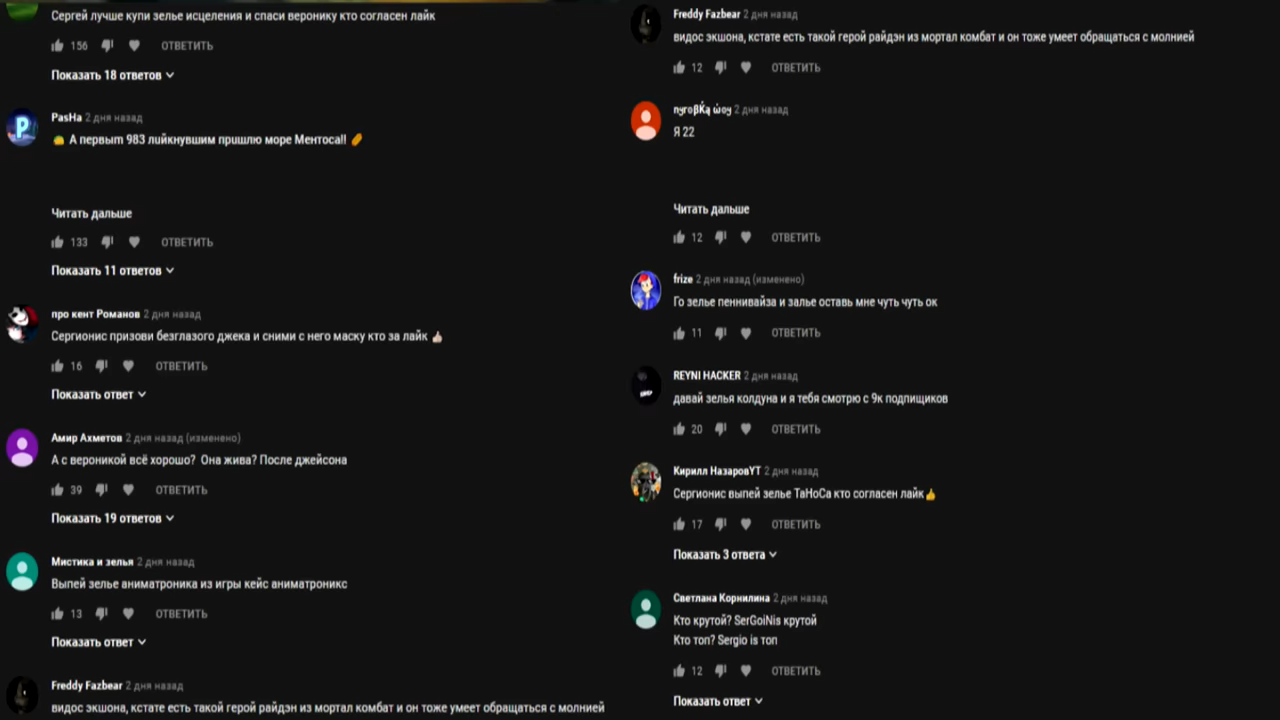 Сергей лучше купи зелье исцеления и спаси веронику кто согласен лайк
156 ОТВЕТИТЬ
Показать 18 ответов
PasHa 2 дня назад
А первыт 983 лийкнувшим пришлю море Ментоса!!
Читать дальше
133 ОТВЕТИТЬ
Показать 11 ответов
про кент Романов 2 дня назад
Сергионис призови безглазого джека и сними с него маску кто за лайк
16 ОТВЕТИТЬ
Показать ответ
Амир Ахметов 2 дня назад (изменено)
А с вероникой всё хорошо? Она жива? После джейсона
39 ОТВЕТИТЬ
Показать 19 ответов
Мистика и зелья 2 дня назад
Выпей зелье аниматроника из игры кейс аниматроникс
13 ОТВЕТИТЬ
Показать ответ
Freddy Fazbear 2 дня назад
видос экшона, кстате есть такой герой райдэн из мортал комбат и он тоже умеет обращаться с молнией
Freddy Fazbear 2 дня назад
видос экшона, кстате есть такой герой райдэн из мортал комбат и он тоже умеет обращаться с молнией
12 ОТВЕТИТЬ
2 дня назад
Я 22
Читать дальше
12 ОТВЕТИТЬ
frize 2 дня назад (изменено)
Го зелье пеннивайза и залье оставь мне чуть чуть ок
11 ОТВЕТИТЬ
REYNI HACKER 2 дня назад
давай зелья колдуна и я тебя смотрю с 9к подпищиков
20 ОТВЕТИТЬ
Кирилл НазаровYT 2 дня назад
Сергионис выпей зелье ТаНоСа кто согласен лайк
17 ОТВЕТИТЬ
Показать 3 ответа
Светлана Корнилина 2 дня назад
Кто крутой? SerGoiNis крутой
Кто топ? Sergio is топ
12 ОТВЕТИТЬ
Показать ответ